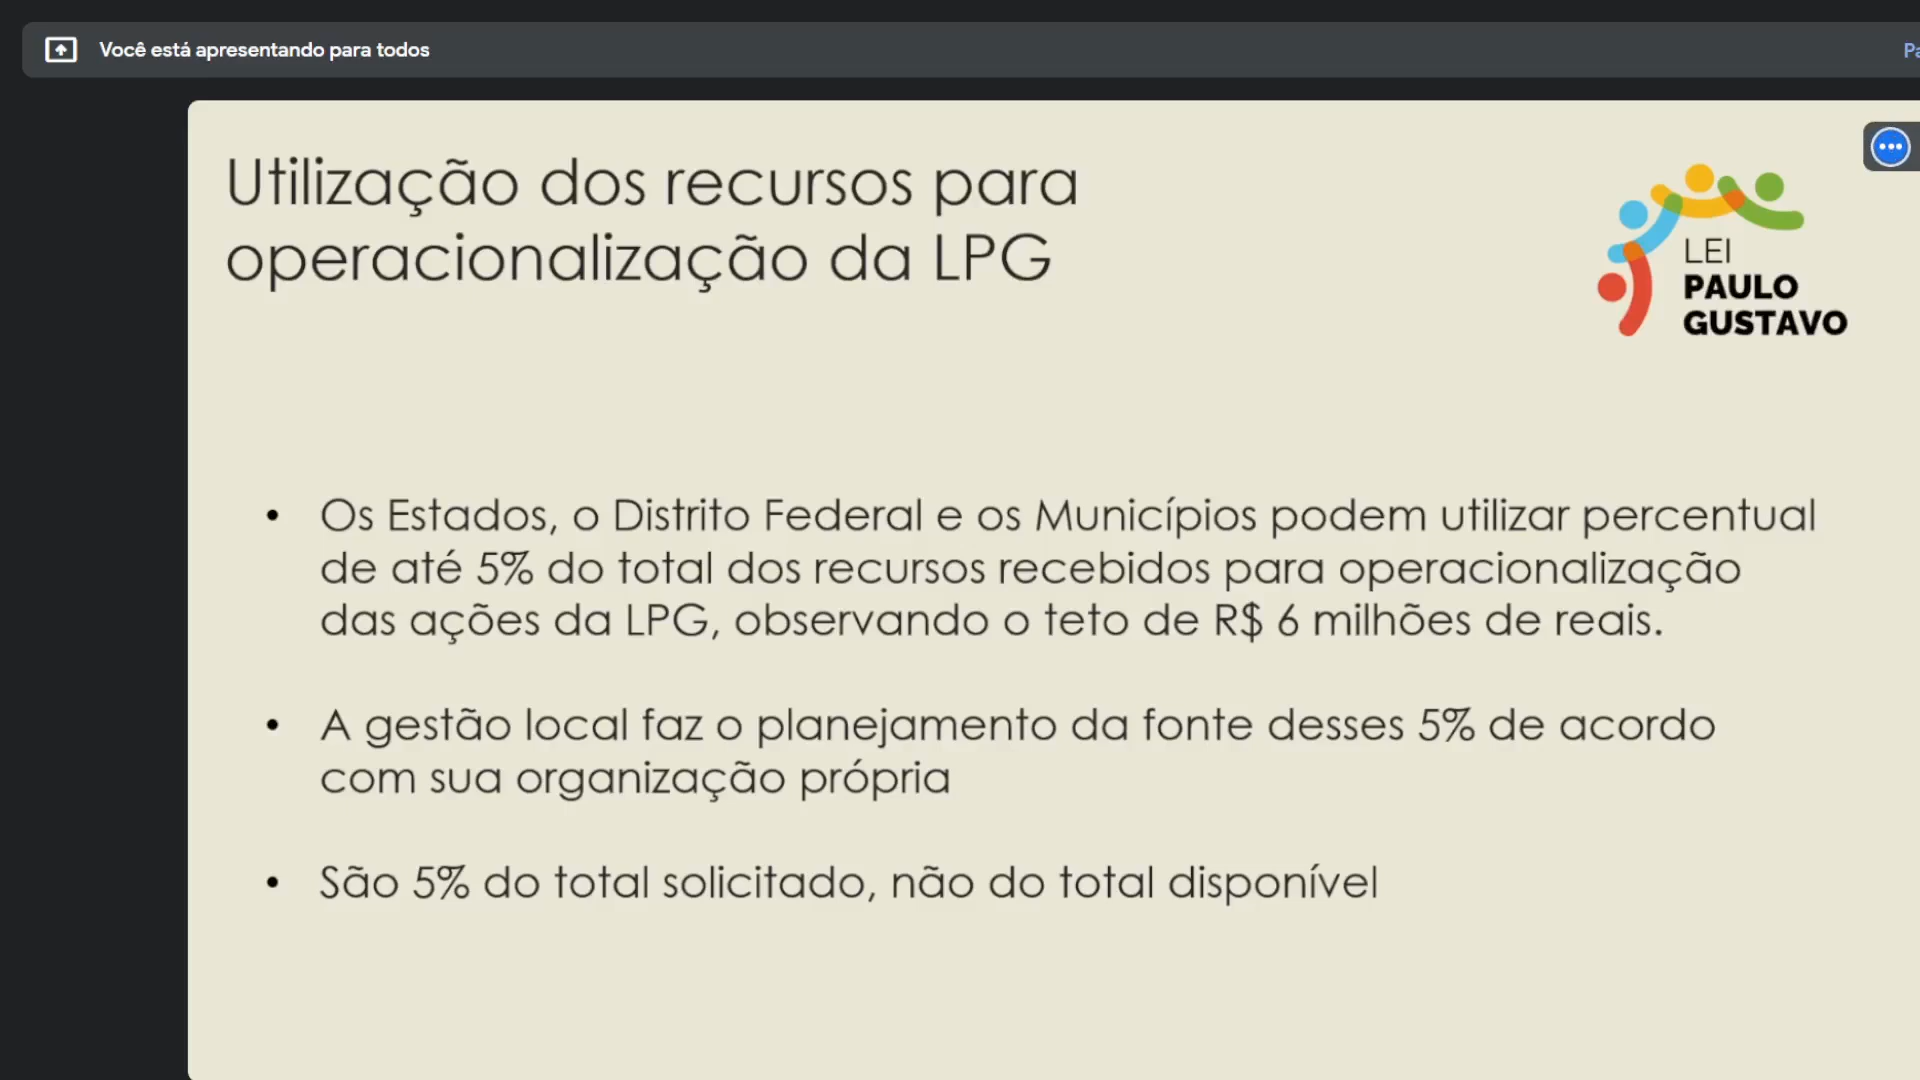 Você está apresentando para todos
Utilização dos recursos para
operacionalização da LPG
LEI
PAULO
GUSTAVO
• Os Estados, o Distrito Federal e os Municípios podem utilizar percentual
de até 5% do total dos recursos recebidos para operacionalização
das ações da LPG, observando o teto de R$ 6 milhões de reais.
• A gestão local faz o planejamento da fonte desses 5% de acordo
com sua organização própria
• São 5% do total solicitado, não do total disponível